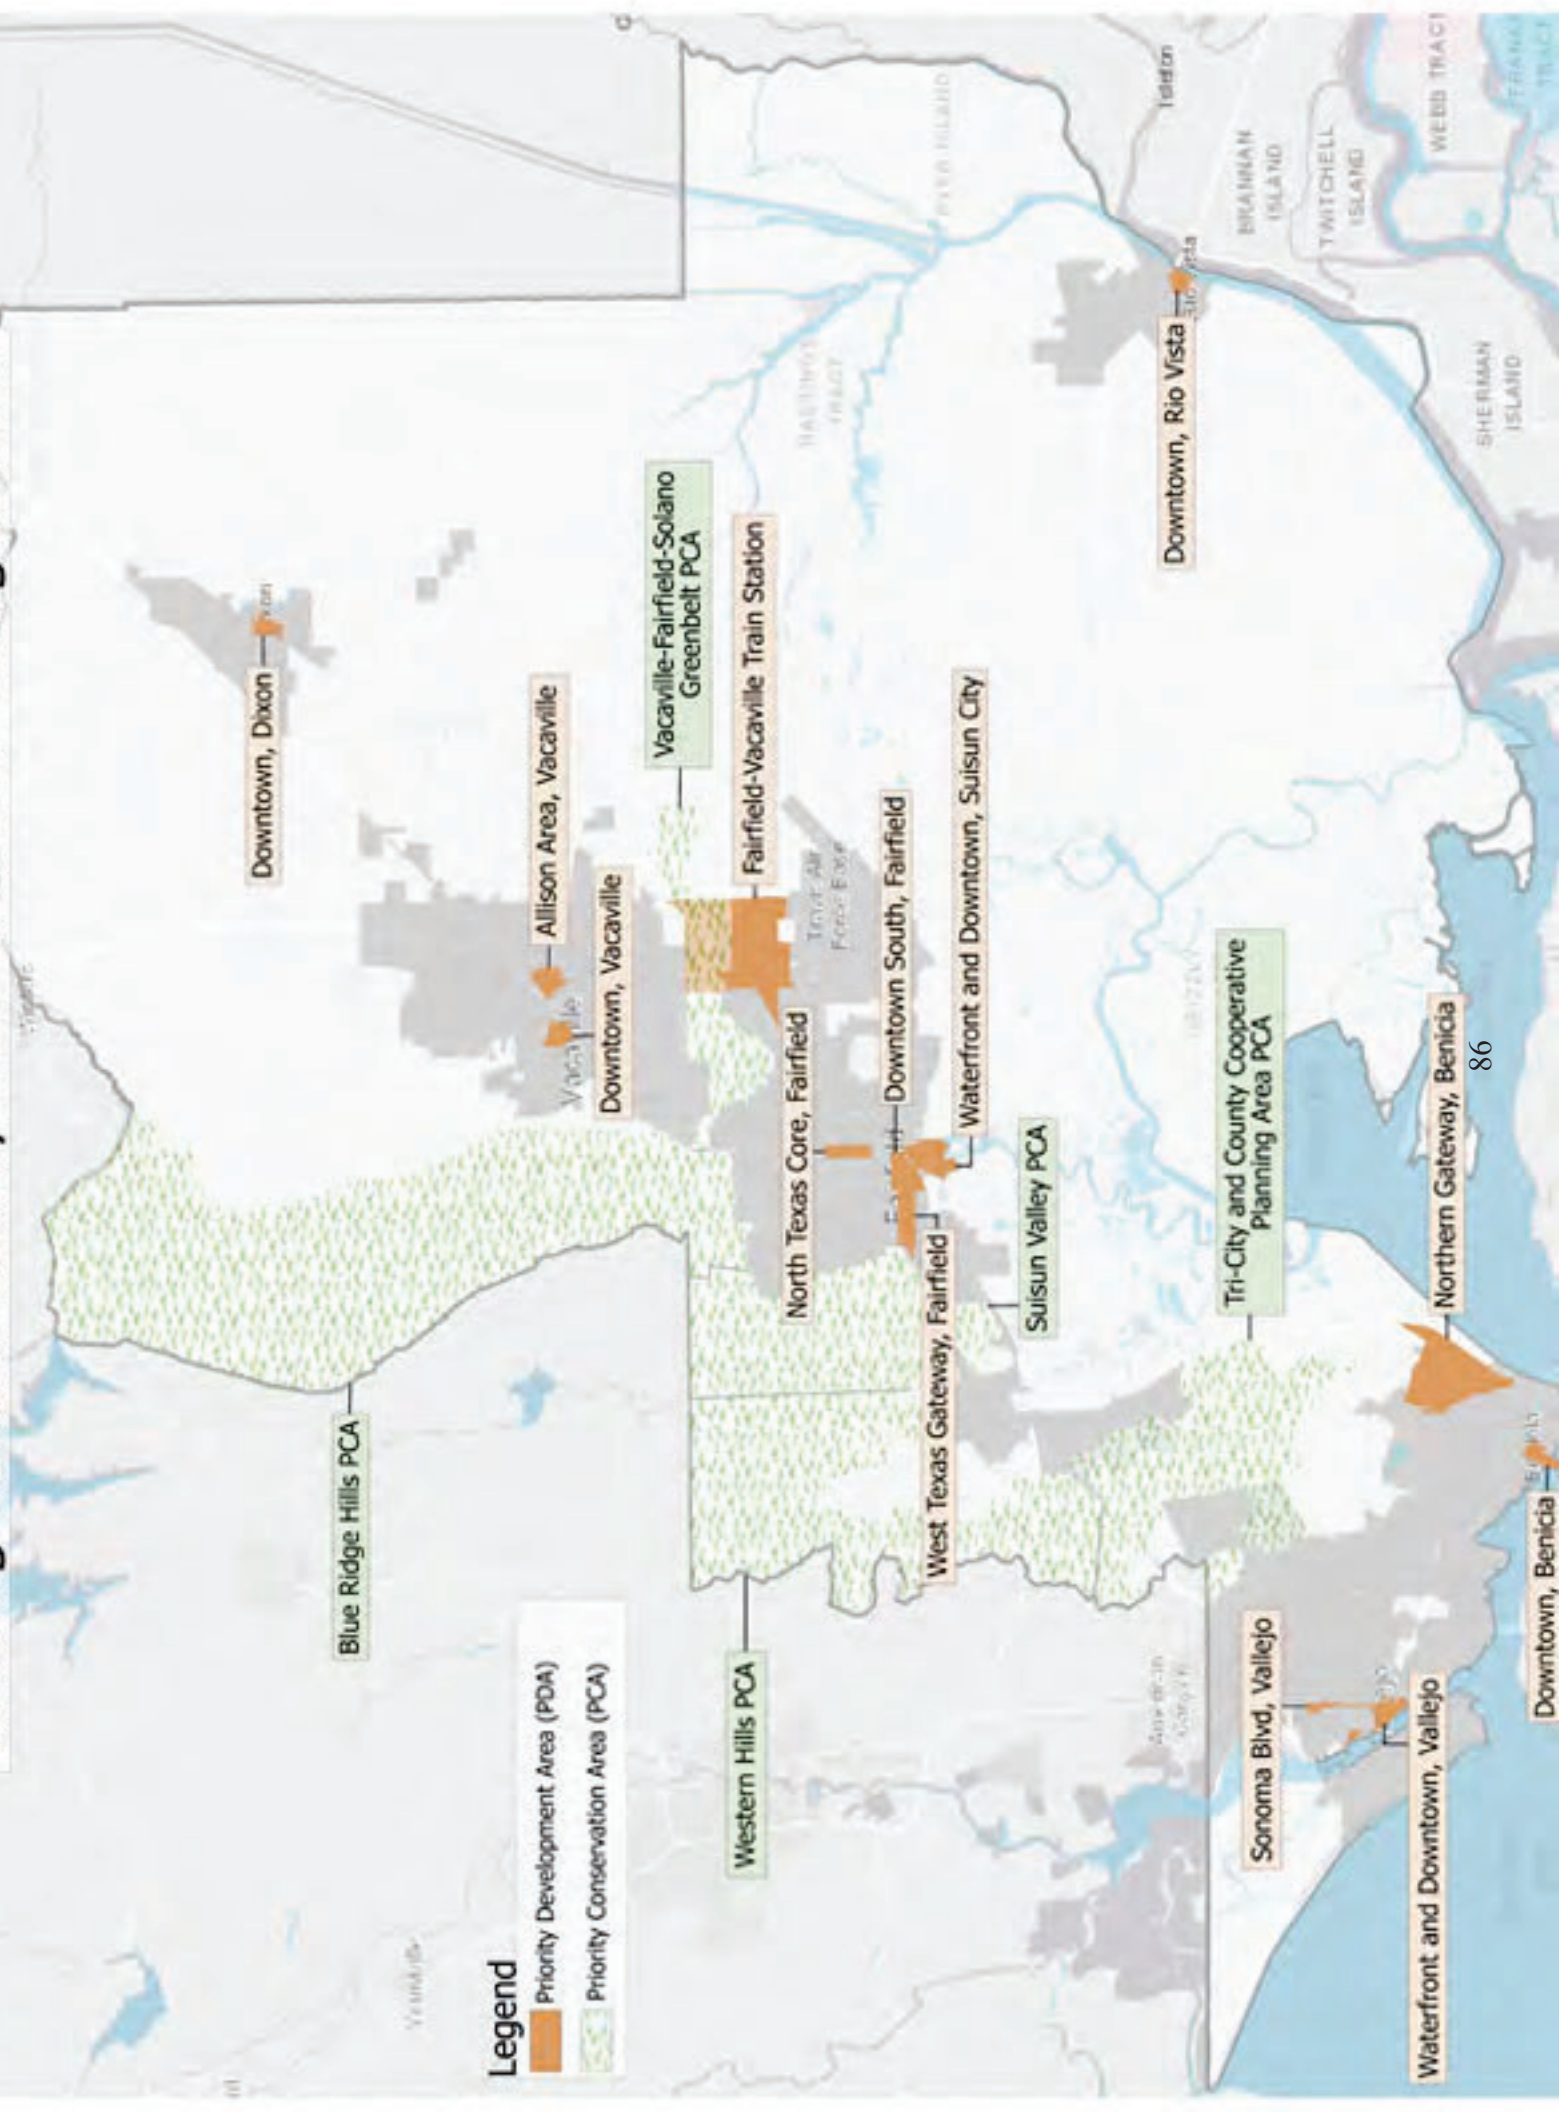 Blue Ridge Hills PCA
Downtown, Dixon
Legend
Priority Development Area (PDA)
Priority Conservation Area (PCA)
Allison Area, Vacaville
Downtown, Vacaville
Vacaville-Fairfield-Solano
Greenbelt PCA
Fairfield-Vacaville Train Station
Western Hills PCA
North Texas Core, Fairfield
Downtown South, Fairfield
West Texas Gateway, Fairfield
Waterfront and Downtown, Suisun City
Suisun Valley PCA
Downtown, Rio Vista
Isleton
Tri-City and County Cooperative
Planning Area PCA
BRANNAN
ISLAND
TWITCHELL
ISLAND
Sonoma Blvd, Vallejo
Waterfront and Downtown, Vallejo
Northern Gateway, Benicia
WEBB TRACT
SHERMAN
ISLAND
86
Downtown, Benicia